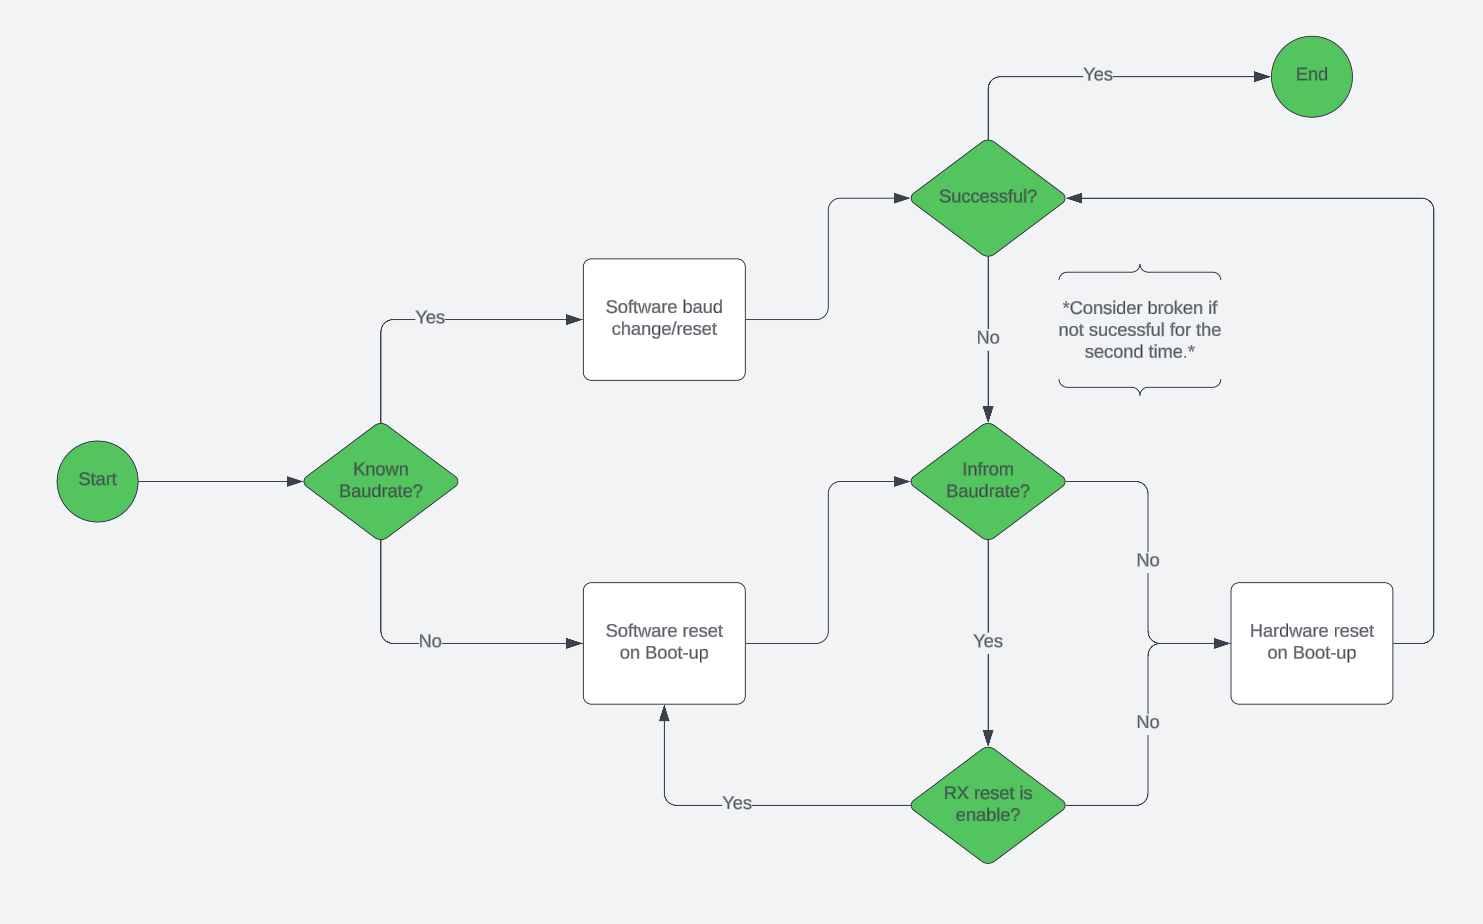 Yes
End
Successful?
Software baud
change/reset
*Consider broken if
not sucessful for the
second time.*
Yes
No
Start
Known
Baudrate?
Infrom
Baudrate?
No
No
Software reset
on Boot-up
Yes
Hardware reset
on Boot-up
No
Yes
RX reset is
enable?